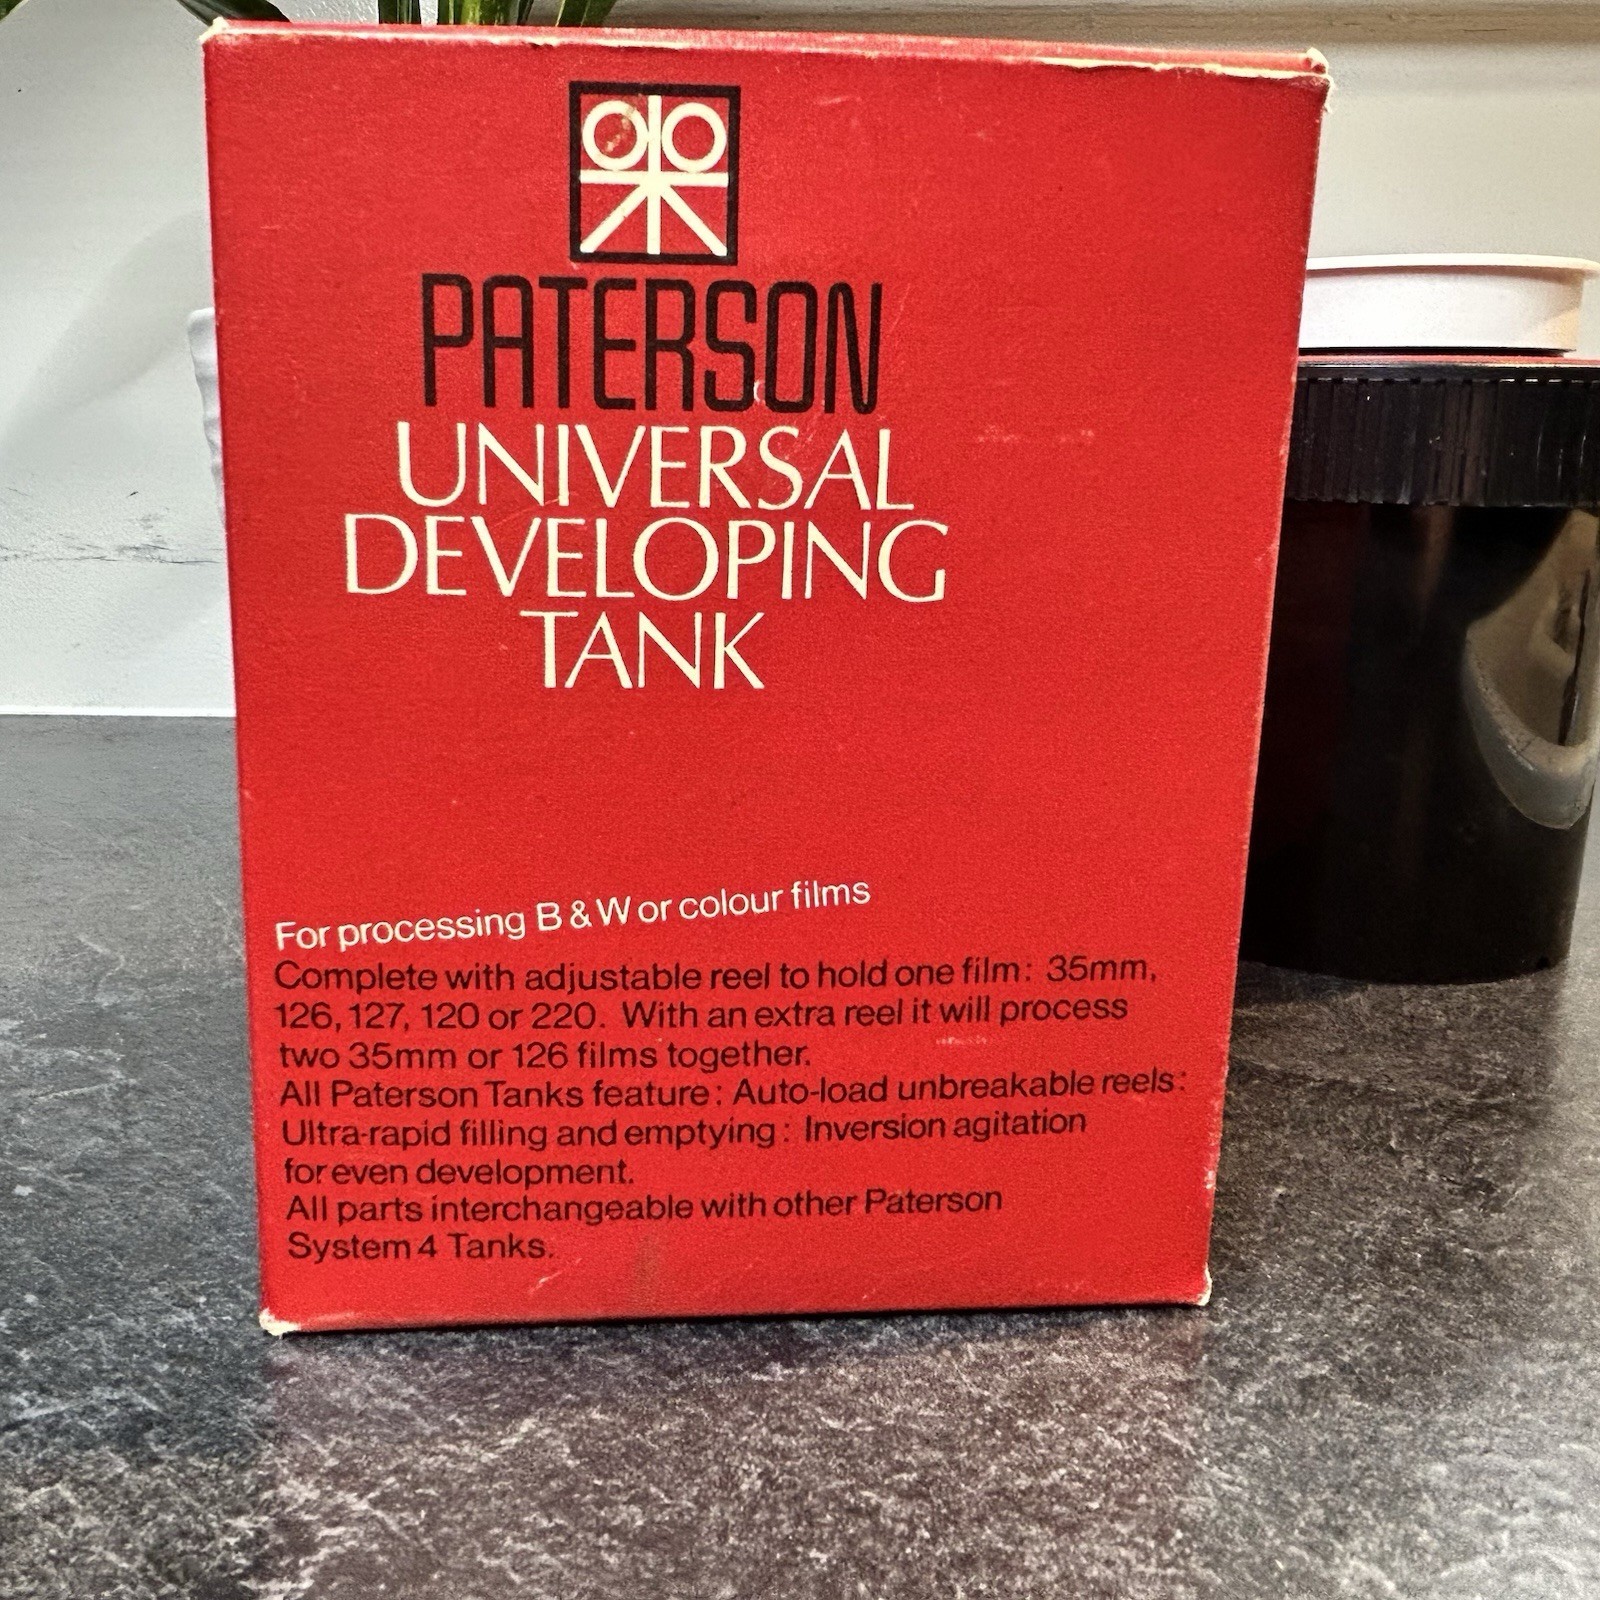 PATERSON
UNIVERSAL
DEVELOPING
TANK
For processing B & W or colour films
Complete with adjustable reel to hold one film: 35mm,
126, 127, 120 or 220. With an extra reel it will process
two 35mm or 126 films together.
All Paterson Tanks feature: Auto-load unbreakable reels:
Ultra-rapid filling and emptying: Inversion agitation
for even development.
All parts interchangeable with other Paterson
System 4 Tanks.